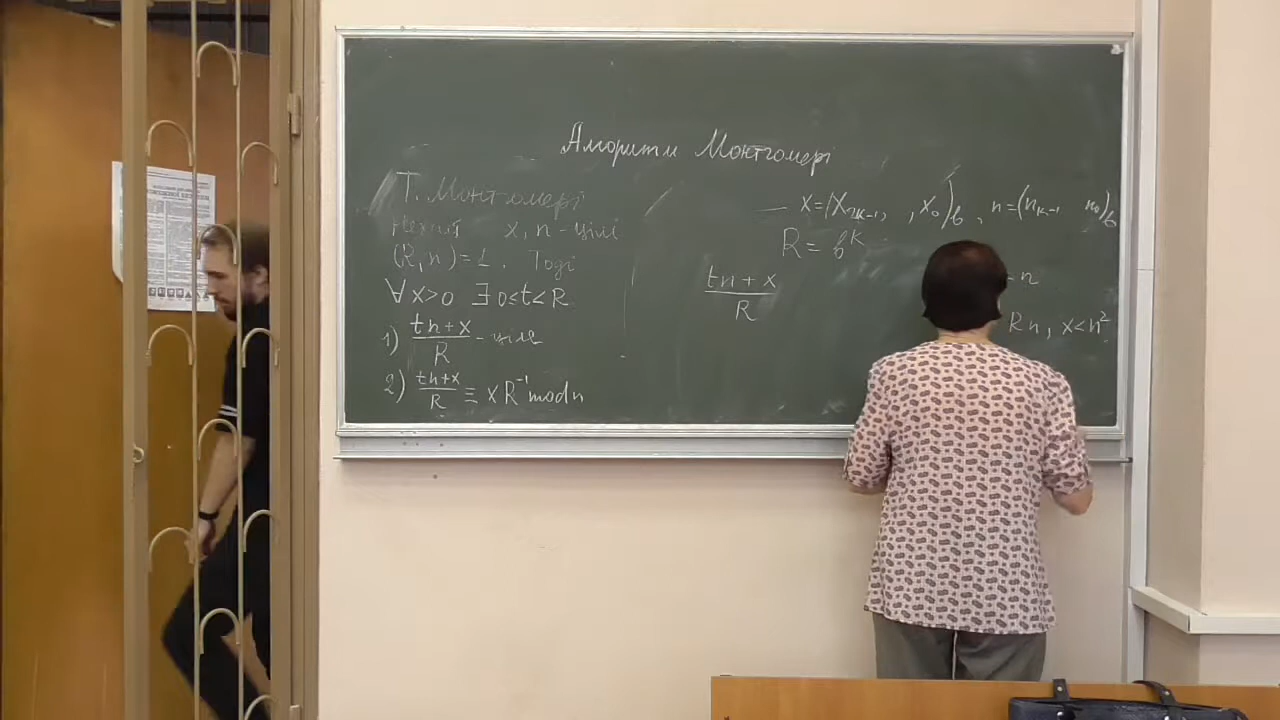 Алгоритм Монтгомері
Т. Монтгомері
Нехай x, n - цілі
(R, n) = 1. Тоді
∀ x>0 ∃ 0≤t<R
1) (tn+x)/R - ціле
2) (tn+x)/R ≡ x R⁻¹ mod n
x = (x₂ₖ₋₁, , x₀)_b, n = (nₖ₋₁ n₀)_b
R = bᴷ
(tn + x)/R
n
Rn, x<n²